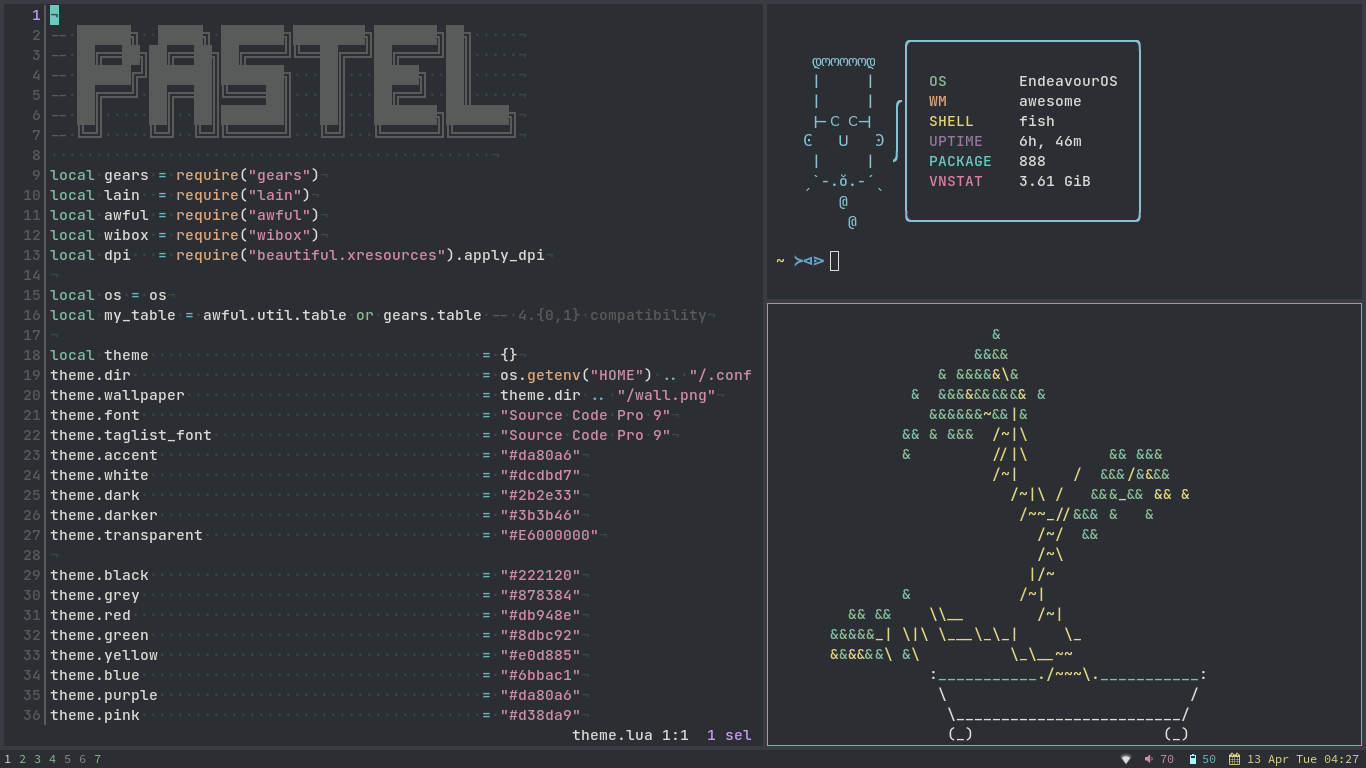 1
2 -- PASTEL
3 --
4 --
5 --
6 --
7 --
8
9 local gears = require("gears")
10 local lain  = require("lain")
11 local awful = require("awful")
12 local wibox = require("wibox")
13 local dpi   = require("beautiful.xresources").apply_dpi
14
15 local os = os
16 local my_table = awful.util.table or gears.table -- 4.{0,1} compatibility
17
18 local theme = {}
19 theme.dir = os.getenv("HOME") .. "/.conf
20 theme.wallpaper = theme.dir .. "/wall.png"
21 theme.font = "Source Code Pro 9"
22 theme.taglist_font = "Source Code Pro 9"
23 theme.accent = "#da80a6"
24 theme.white = "#dcdbd7"
25 theme.dark = "#2b2e33"
26 theme.darker = "#3b3b46"
27 theme.transparent = "#E6000000"
28
29 theme.black = "#222120"
30 theme.grey = "#878384"
31 theme.red = "#db948e"
32 theme.green = "#8dbc92"
33 theme.yellow = "#e0d885"
34 theme.blue = "#6bbac1"
35 theme.purple = "#da80a6"
36 theme.pink = "#d38da9"
theme.lua 1:1  1 sel
OS EndeavourOS
WM awesome
SHELL fish
UPTIME 6h, 46m
PACKAGE 888
VNSTAT 3.61 GiB
~ ≻⊲⋗
1 2 3 4 5 6 7
70 50 13 Apr Tue 04:27